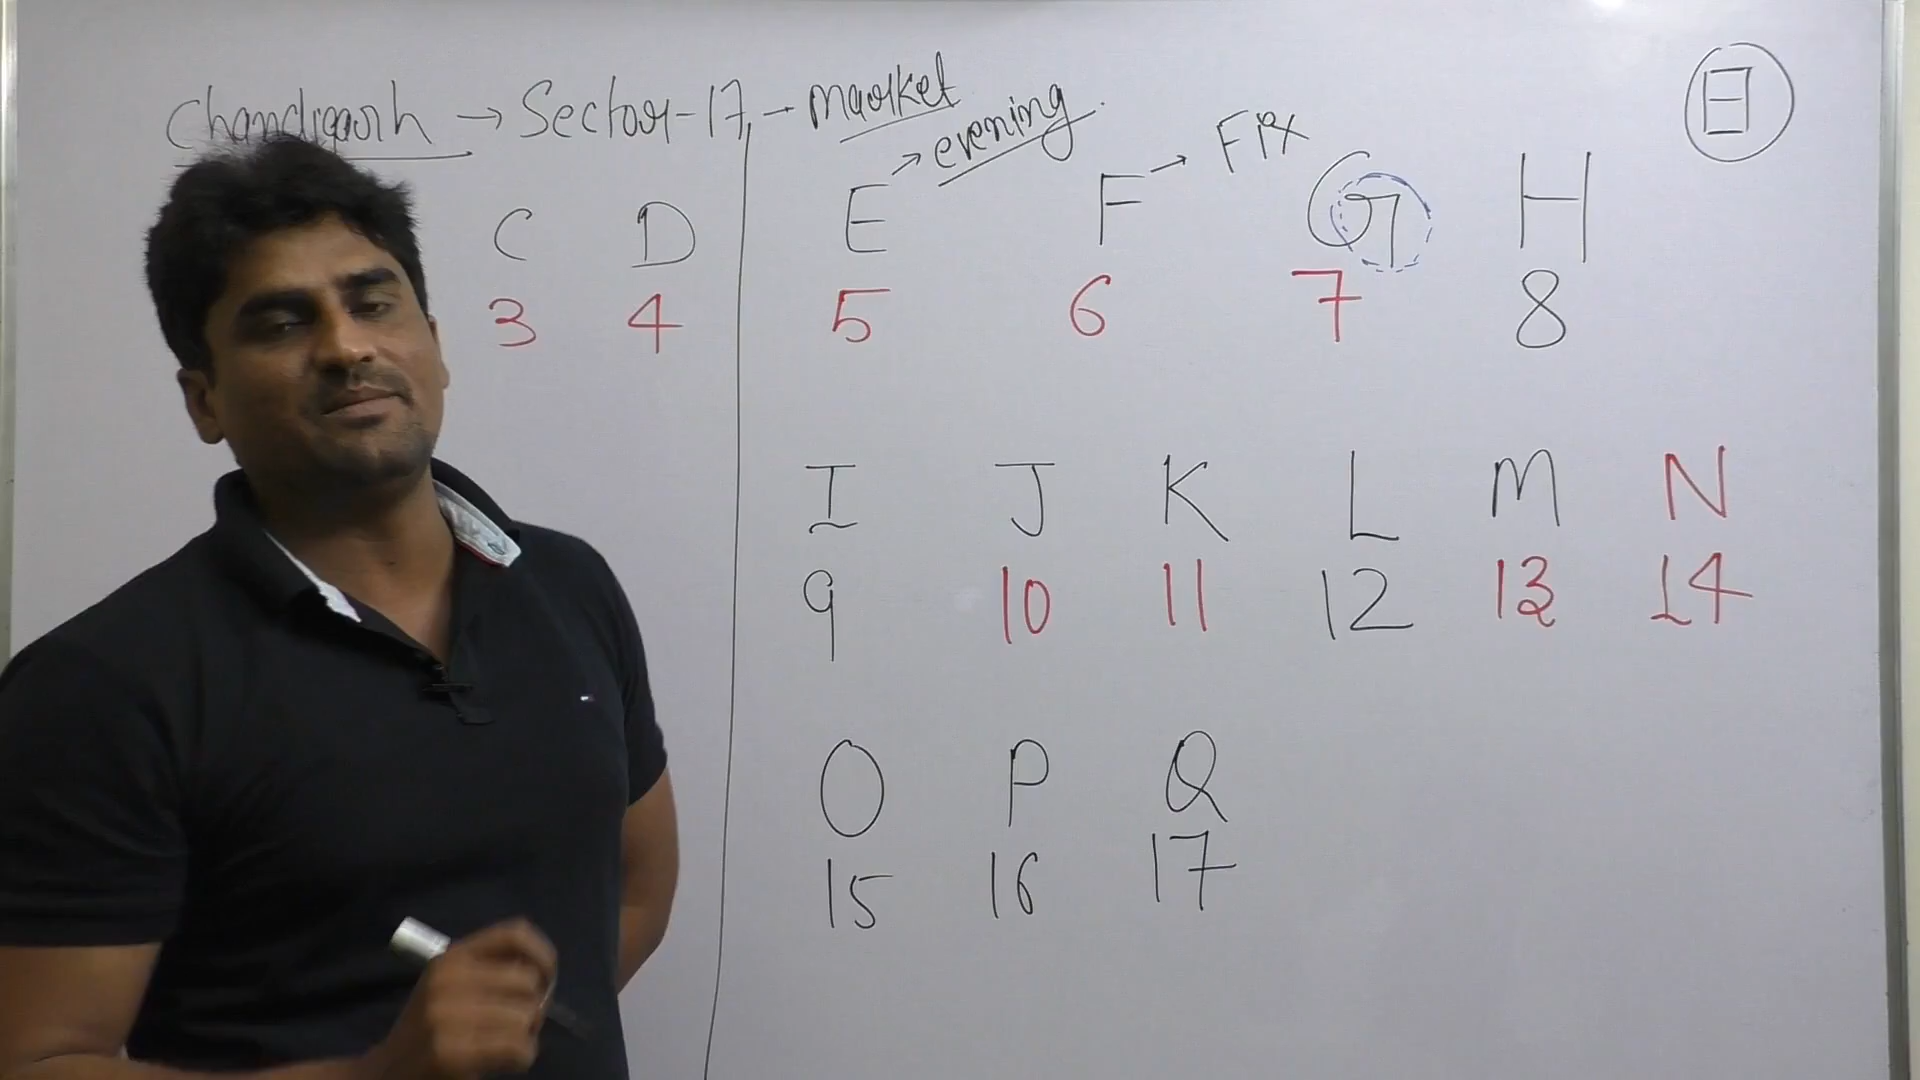 Chandigarh → Sector-17 - market
→ evening
→ FIX
C D E F G H
3 4 5 6 7 8
I J K L M N
9 10 11 12 13 14
O P Q
15 16 17